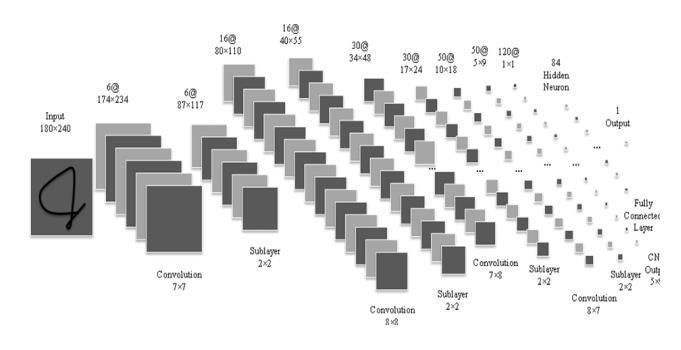 Input
180×240
6@
174×234
6@
87×117
16@
80×110
16@
40×55
30@
34×48
30@
17×24
50@
10×18
50@
5×9
120@
1×1
84
Hidden
Neuron
1
Output
Convolution
7×7
Sublayer
2×2
Convolution
8×8
Sublayer
2×2
Convolution
7×8
Sublayer
2×2
Convolution
8×7
Sublayer
2×2
Fully
Connected
Layer
...
...
...
...
...